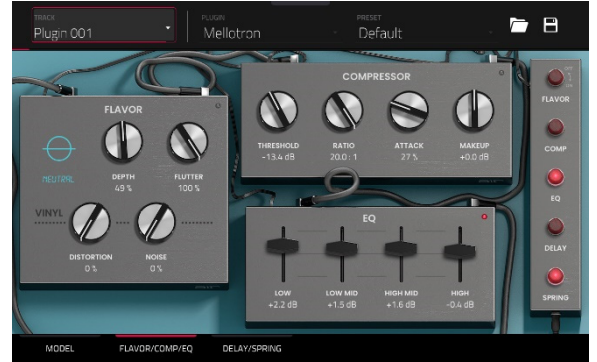 TRACK
Plugin 001
PLUGIN
Mellotron
PRESET
Default
FLAVOR
NEUTRAL
DEPTH
49 %
FLUTTER
100 %
VINYL
DISTORTION
0 %
NOISE
0 %
COMPRESSOR
THRESHOLD
-13.4 dB
RATIO
20.0 : 1
ATTACK
27 %
MAKEUP
+0.0 dB
EQ
LOW
+2.2 dB
LOW MID
+1.5 dB
HIGH MID
+1.6 dB
HIGH
-0.4 dB
FLAVOR
COMP
EQ
DELAY
SPRING
MODEL
FLAVOR/COMP/EQ
DELAY/SPRING